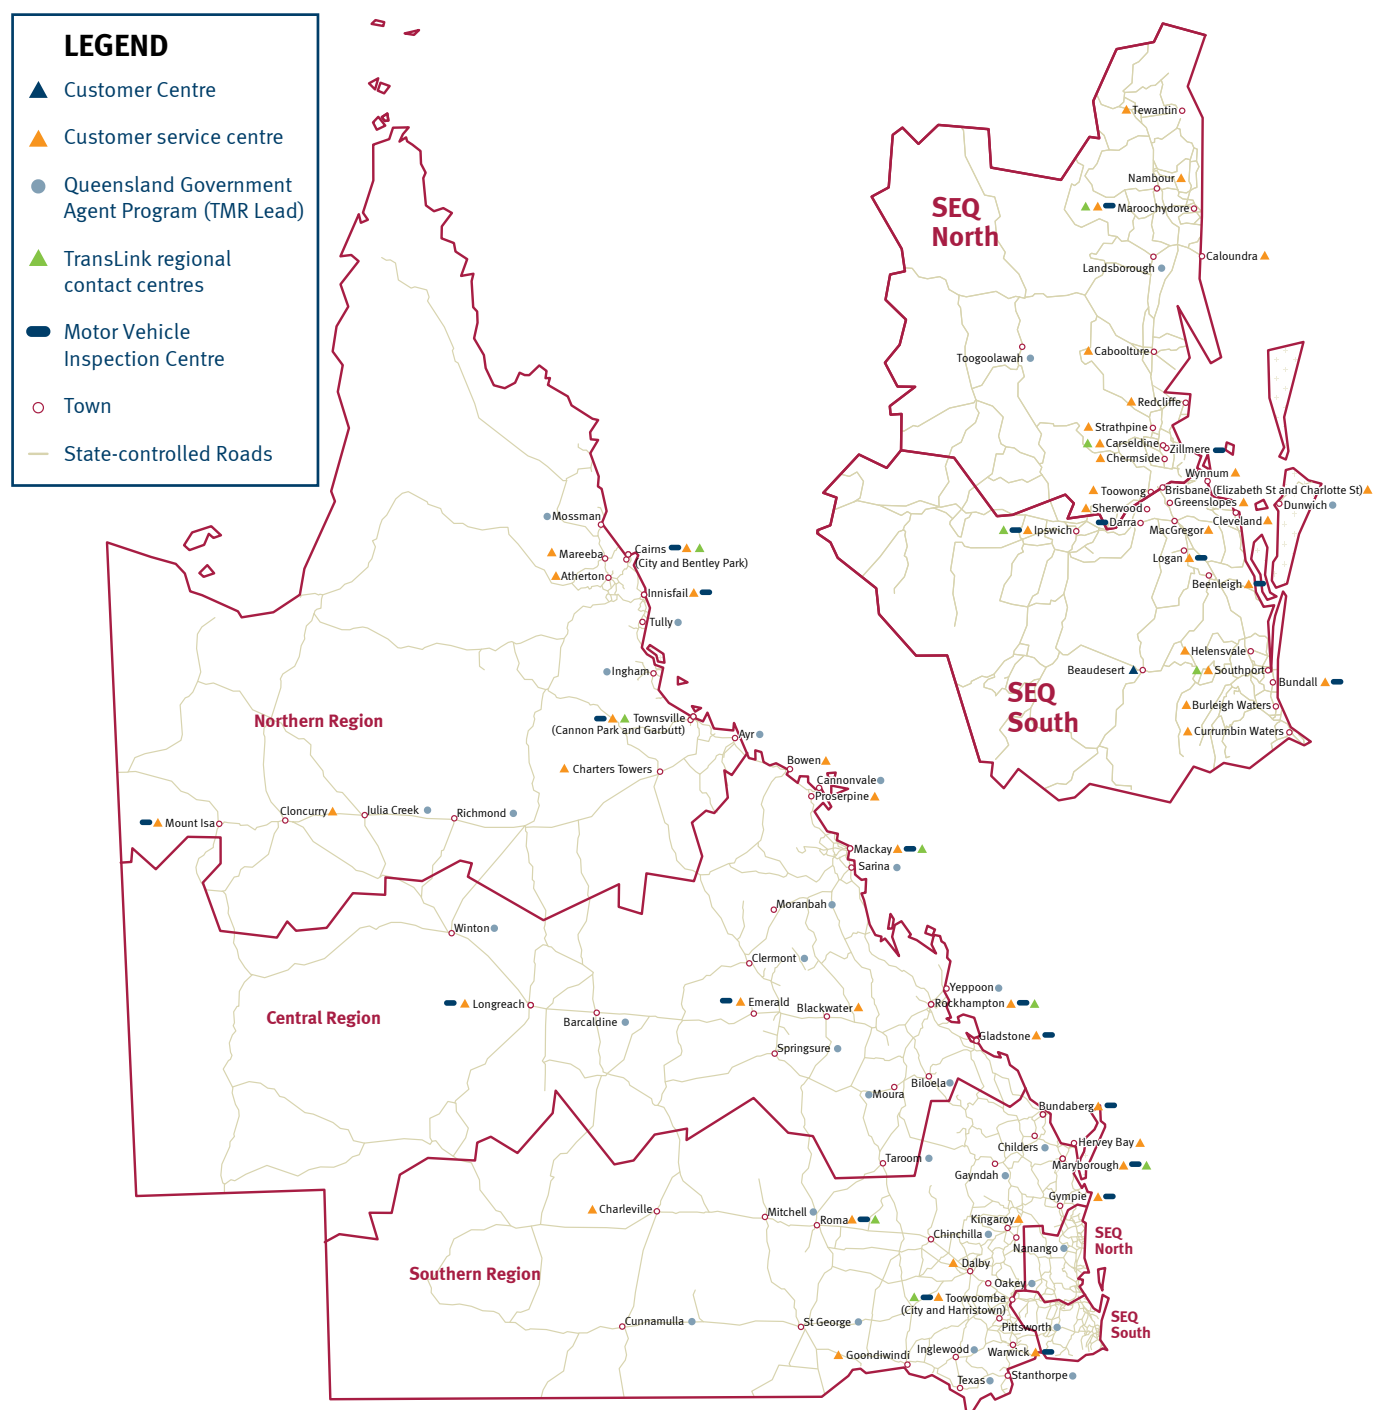 LEGEND
Customer Centre
Customer service centre
Queensland Government
Agent Program (TMR Lead)
TransLink regional
contact centres
Motor Vehicle
Inspection Centre
Town
State-controlled Roads
Tewantin
Nambour
Maroochydore
SEQ
North
Caloundra
Landsborough
Toogoolawah
Caboolture
Redcliffe
Strathpine
Carseldine
Zillmere
Chermside
Wynnum
Toowong
Brisbane (Elizabeth St and Charlotte St)
Greenslopes
Dunwich
Sherwood
Darra
Cleveland
Ipswich
MacGregor
Logan
Beenleigh
Helensvale
Beaudesert
Southport
Bundall
SEQ
South
Burleigh Waters
Currumbin Waters
Mossman
Cairns
(City and Bentley Park)
Mareeba
Atherton
Innisfail
Tully
Ingham
Northern Region
Townsville
(Cannon Park and Garbutt)
Ayr
Bowen
Charters Towers
Cannonvale
Proserpine
Cloncurry
Julia Creek
Richmond
Mount Isa
Mackay
Sarina
Moranbah
Winton
Clermont
Yeppoon
Longreach
Emerald
Blackwater
Rockhampton
Central Region
Barcaldine
Gladstone
Springsure
Biloela
Moura
Bundaberg
Childers
Hervey Bay
Taroom
Maryborough
Gayndah
Gympie
Charleville
Mitchell
Roma
Kingaroy
Chinchilla
SEQ
North
Nanango
Dalby
Southern Region
Oakey
Toowoomba
(City and Harristown)
Cunnamulla
St George
Pittsworth
SEQ
South
Goondiwindi
Inglewood
Warwick
Texas
Stanthorpe